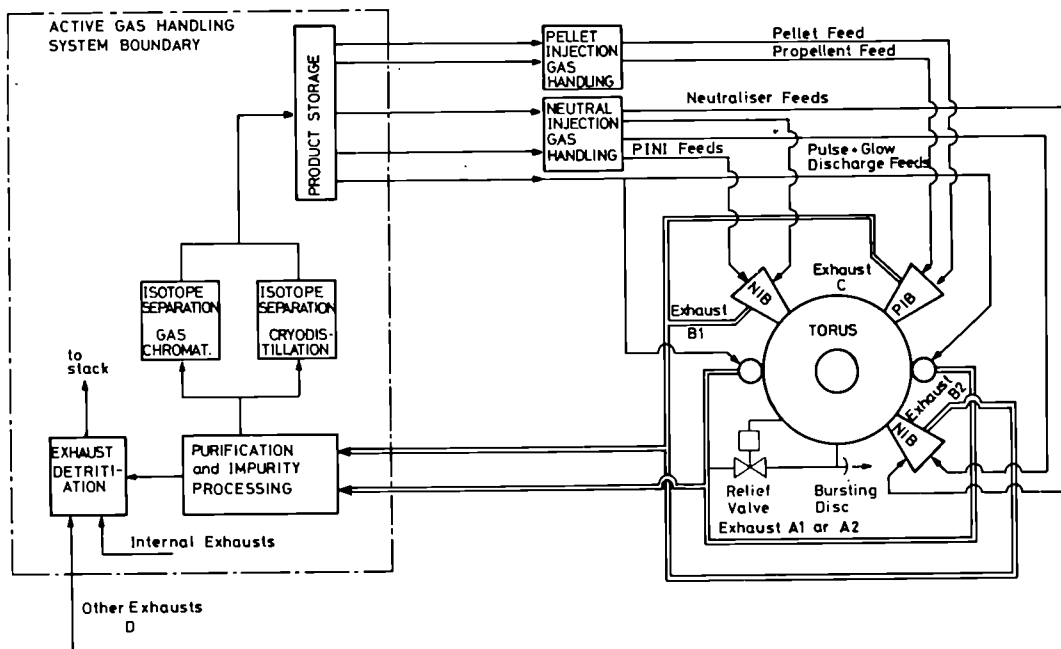 ACTIVE GAS HANDLING
SYSTEM BOUNDARY
PRODUCT STORAGE
PELLET
INJECTION
GAS
HANDLING
Pellet Feed
Propellent Feed
NEUTRAL
INJECTION
GAS
HANDLING
Neutraliser Feeds
PINI Feeds
Pulse + Glow
Discharge Feeds
ISOTOPE
SEPARATION
GAS
CHROMAT.
ISOTOPE
SEPARATION
CRYODIS-
TILLATION
NIB
Exhaust
C
PIB
Exhaust
B1
TORUS
to
stack
Exhaust
B2
NIB
EXHAUST
DETRITI-
ATION
PURIFICATION
and IMPURITY
PROCESSING
Relief
Valve
Bursting
Disc
Exhaust A1 or A2
Internal Exhausts
Other Exhausts
D